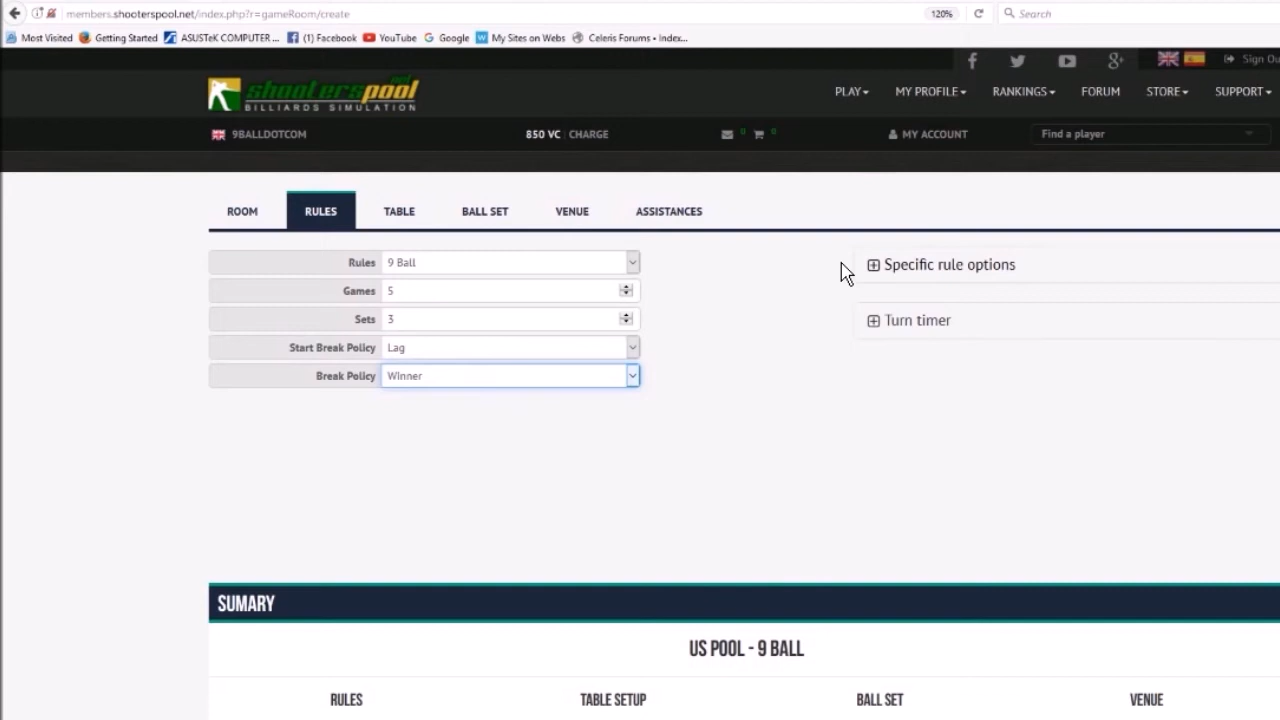 members.shooterspool.net/index.php?r=gameRoom/create
120%
Search
Most Visited
Getting Started
ASUSTeK COMPUTER ...
(1) Facebook
YouTube
Google
My Sites on Webs
Celeris Forums • Index...
Sign Ou
shooterspool.net
BILLIARDS SIMULATION
PLAY
MY PROFILE
RANKINGS
FORUM
STORE
SUPPORT
9BALLDOTCOM
850 VC | CHARGE
0
0
MY ACCOUNT
Find a player
ROOM
RULES
TABLE
BALL SET
VENUE
ASSISTANCES
Rules 9 Ball
Games 5
Sets 3
Start Break Policy Lag
Break Policy Winner
Specific rule options
Turn timer
SUMARY
US POOL - 9 BALL
RULES
TABLE SETUP
BALL SET
VENUE